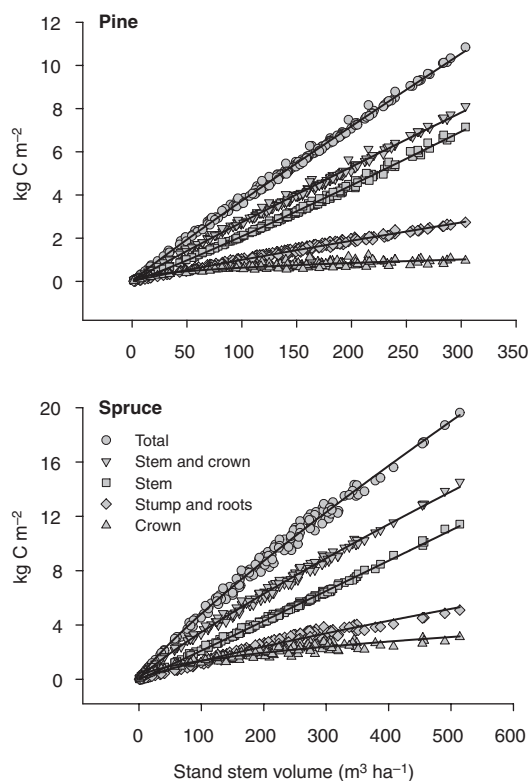 Pine
kg C m⁻²
12
10
8
6
4
2
0
0 50 100 150 200 250 300 350
Spruce
Total
Stem and crown
Stem
Stump and roots
Crown
kg C m⁻²
20
16
12
8
4
0
0 100 200 300 400 500 600
Stand stem volume (m³ ha⁻¹)